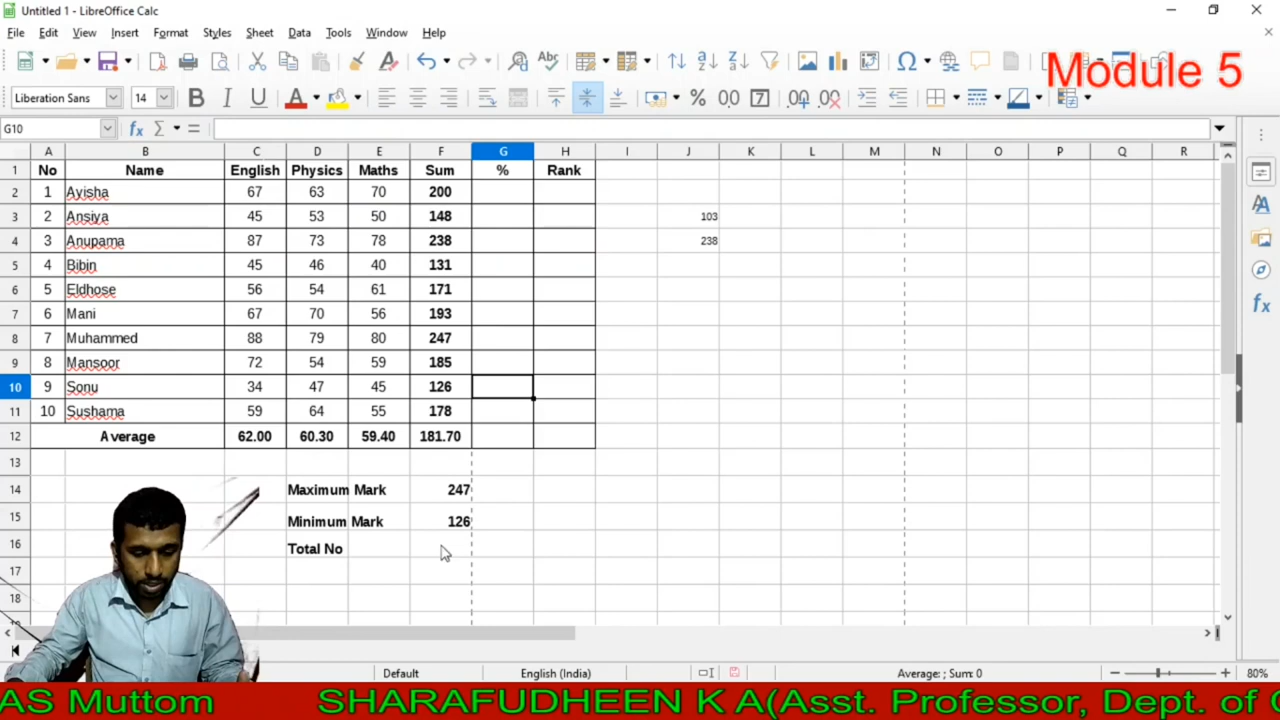 Untitled 1 - LibreOffice Calc
File Edit View Insert Format Styles Sheet Data Tools Window Help
Module 5
Liberation Sans 14
G10
A B C D E F G H I J K L M N O P Q R
1 No Name English Physics Maths Sum % Rank
2 1 Ayisha 67 63 70 200
3 2 Ansiya 45 53 50 148 103
4 3 Anupama 87 73 78 238 238
5 4 Bibin 45 46 40 131
6 5 Eldhose 56 54 61 171
7 6 Mani 67 70 56 193
8 7 Muhammed 88 79 80 247
9 8 Mansoor 72 54 59 185
10 9 Sonu 34 47 45 126
11 10 Sushama 59 64 55 178
12 Average 62.00 60.30 59.40 181.70
13
14 Maximum Mark 247
15 Minimum Mark 126
16 Total No
17
18
Default English (India) Average: ; Sum: 0 80%
AS Muttom SHARAFUDHEEN K A(Asst. Professor, Dept. of